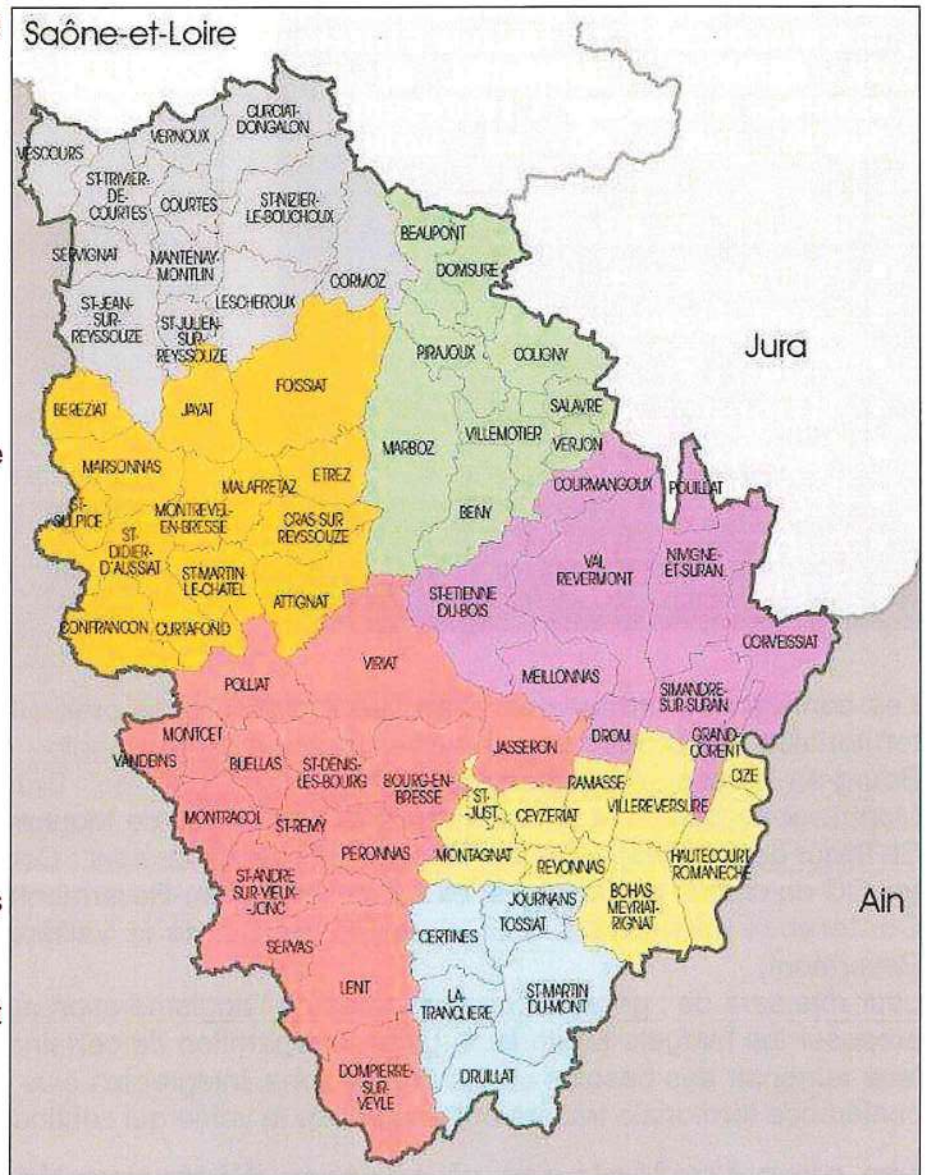 Saône-et-Loire
CURCIAT-
DONGALON
VERNOUX
VESCOURS
ST-TRIVIER-
DE-
COURTES
COURTES
ST-NIZIER-
LE-BOUCHOUX
BEAUPONT
SERVIGNAT
MANTENAY-
MONTLIN
DOMSURE
CORMOZ
ST-JEAN-
SUR-
REYSSOUZE
LESCHEROUX
ST-JULIEN-
SUR-
REYSSOUZE
Jura
PIRAJOUX
COLIGNY
FOISSIAT
BEREZIAT
JAYAT
SALAVRE
MARBOZ
VILLEMOTIER
VERJON
MARSONNAS
ETREZ
MALAFRETAZ
COURMANGOUX
POUILLAT
ST-
SULPICE
MONTREVEL-
EN-BRESSE
BENY
CRAS-SUR
REYSSOUZE
ST-
DIDIER-
D'AUSSIAT
VAL
REVERMONT
NIVIGNE-
ET-SURAN
ST-MARTIN
LE-CHATEL
ST-ETIENNE
DU-BOIS
ATTIGNAT
CONFRANCON
CURTAFOND
CORVEISSIAT
VIRIAT
MEILLONNAS
POLLIAT
SIMANDRE
SUR-SURAN
MONTCET
DROM
GRAND-
CORENT
JASSERON
VANDEINS
BUELLAS
ST-DENIS-
LES-BOURG
BOURG-EN-
BRESSE
RAMASSE
CIZE
ST-
-JUST
CEYZERIAT
VILLEREVERSURE
MONTRACOL
ST-REMY
PERONNAS
MONTAGNAT
REVONNAS
HAUTECOURT-
ROMANECHE
ST-ANDRE
SUR-VIEUX-
-JONC
JOURNANS
BOHAS-
MEYRIAT-
RIGNAT
Ain
TOSSIAT
CERTINES
SERVAS
LENT
LA-
TRANCLIERE
ST-MARTIN
DU-MONT
DOMPIERRE-
SUR-
VEYLE
DRUILLAT